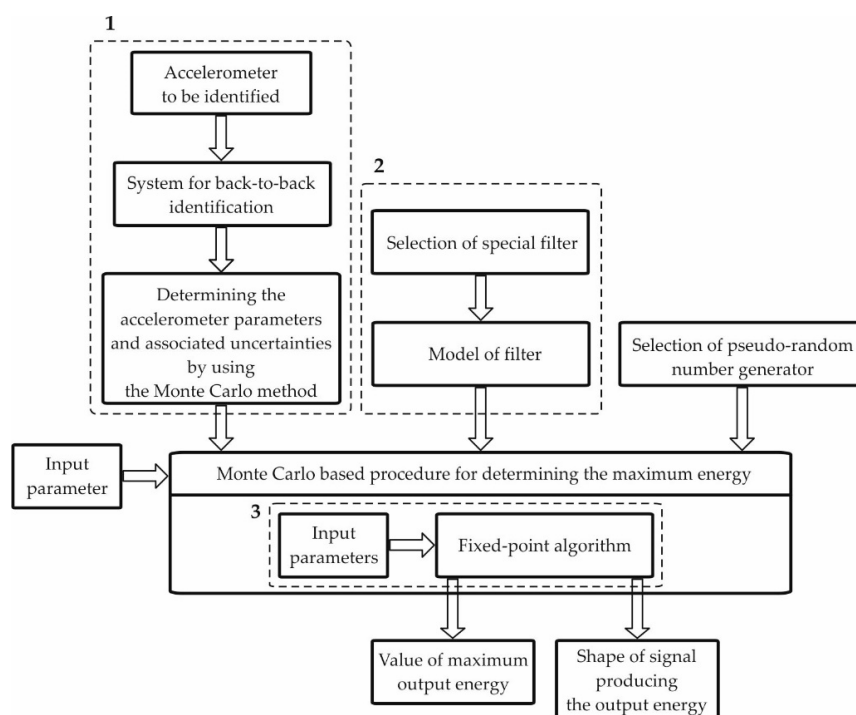 1
Accelerometer
to be identified
System for back-to-back
identification
Determining the
accelerometer parameters
and associated uncertainties
by using
the Monte Carlo method
2
Selection of special filter
Model of filter
Selection of pseudo-random
number generator
Input
parameter
Monte Carlo based procedure for determining the maximum energy
3
Input
parameters
Fixed-point algorithm
Value of maximum
output energy
Shape of signal
producing
the output energy